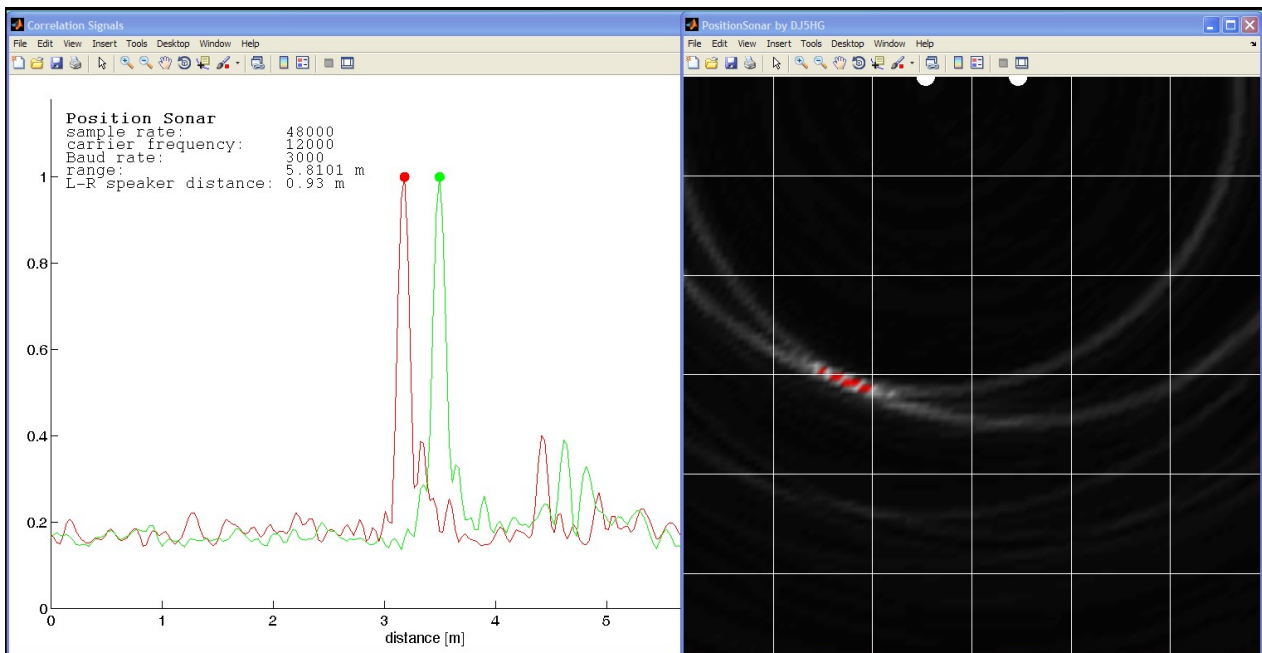 Correlation Signals
File Edit View Insert Tools Desktop Window Help
Position Sonar
sample rate: 48000
carrier frequency: 12000
Baud rate: 3000
range: 5.8101 m
L-R speaker distance: 0.93 m
1
0.8
0.6
0.4
0.2
0
0 1 2 3 4 5
distance [m]
PositionSonar by DJ5HG
File Edit View Insert Tools Desktop Window Help